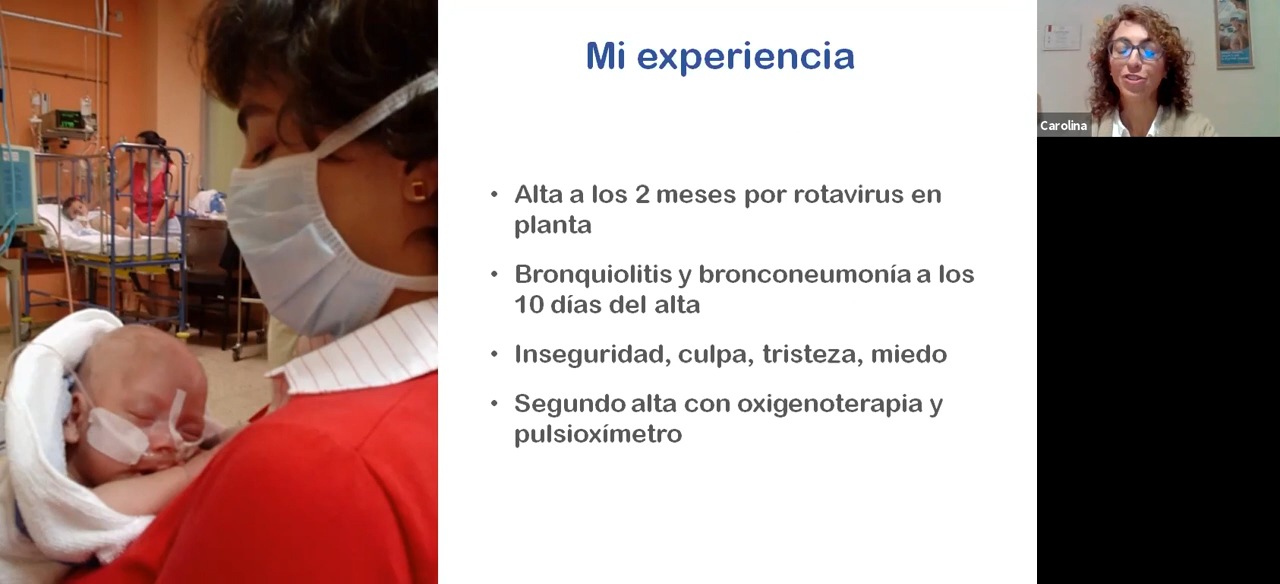 Mi experiencia
Carolina
• Alta a los 2 meses por rotavirus en
planta
• Bronquiolitis y bronconeumonía a los
10 días del alta
• Inseguridad, culpa, tristeza, miedo
• Segundo alta con oxigenoterapia y
pulsioxímetro